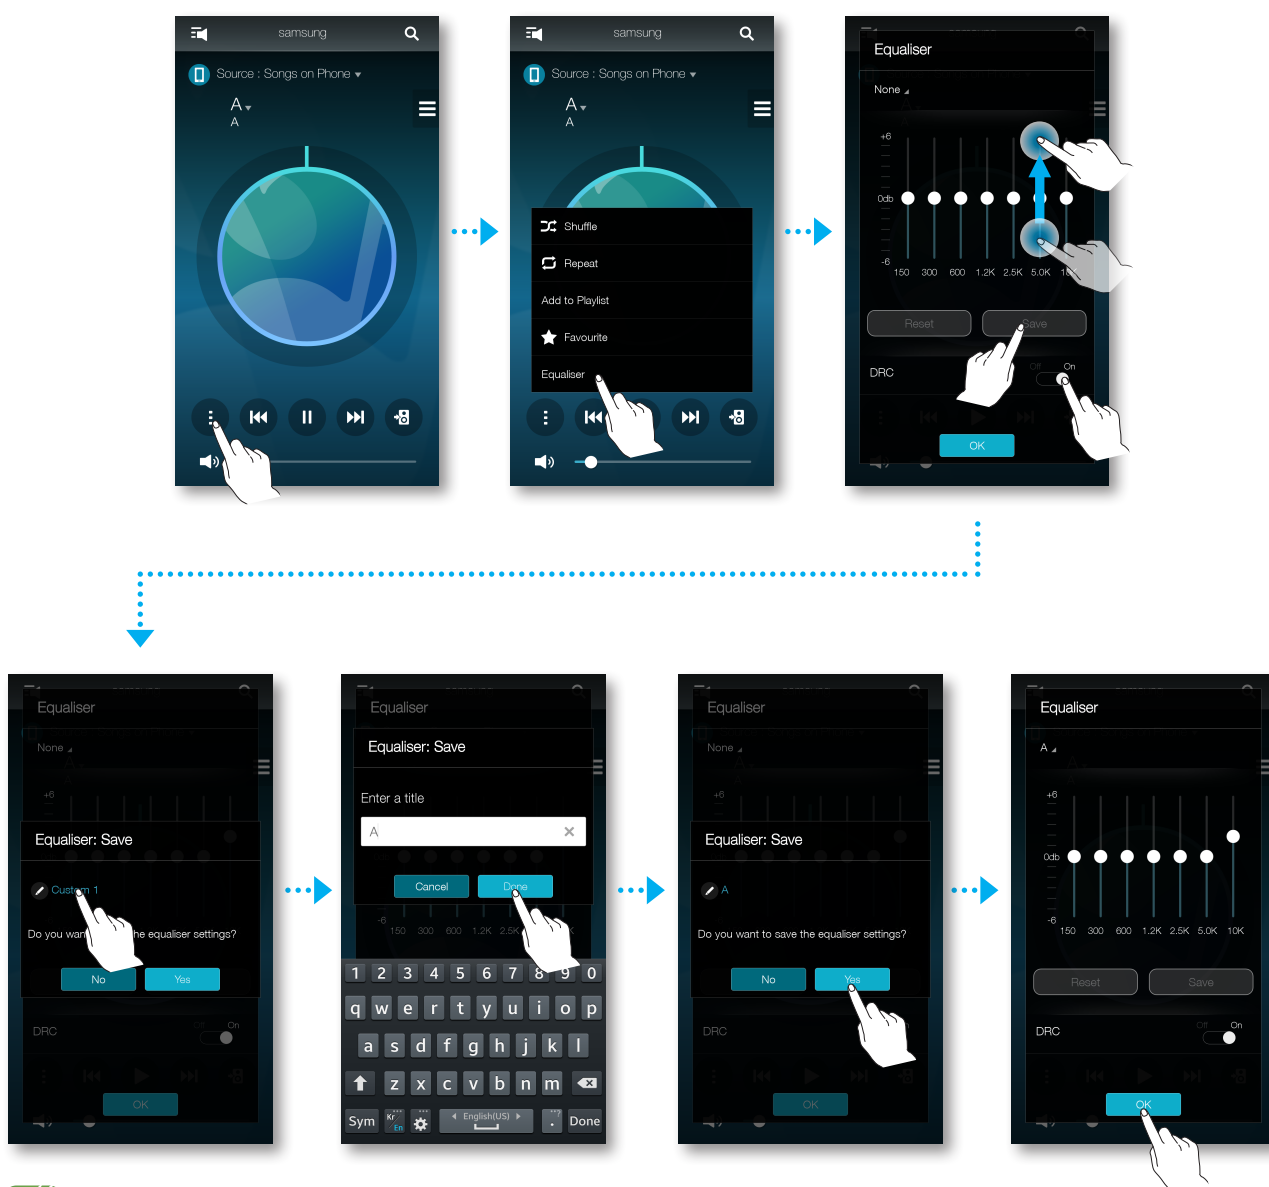 samsung
Source : Songs on Phone
A
A
samsung
Source : Songs on Phone
A
A
Shuffle
Repeat
Add to Playlist
Favourite
Equaliser
Equaliser
None
+6
0db
-6
150 300 600 1.2K 2.5K 5.0K 10K
Reset Save
DRC Off On
OK
Equaliser
None
+6
Equaliser: Save
Custom 1
Do you want the equaliser settings?
No Yes
DRC Off On
OK
Equaliser
Equaliser: Save
Enter a title
A
Cancel Done
-6
150 300 600 1.2K 2.5K
1 2 3 4 5 6 7 8 9 0
q w e r t y u i o p
a s d f g h j k l
z x c v b n m
Sym Kr/En English(US) . Done
Equaliser
None
+6
Equaliser: Save
A
Do you want to save the equaliser settings?
No Yes
DRC
OK
Equaliser
A
+6
0db
-6
150 300 600 1.2K 2.5K 5.0K 10K
Reset Save
DRC Off On
OK